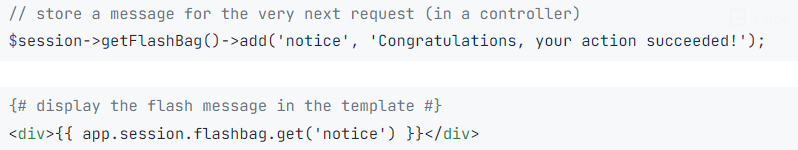 // store a message for the very next request (in a controller)
$session->getFlashBag()->add('notice', 'Congratulations, your action succeeded!');
{# display the flash message in the template #}
<div>{{ app.session.flashbag.get('notice') }}</div>